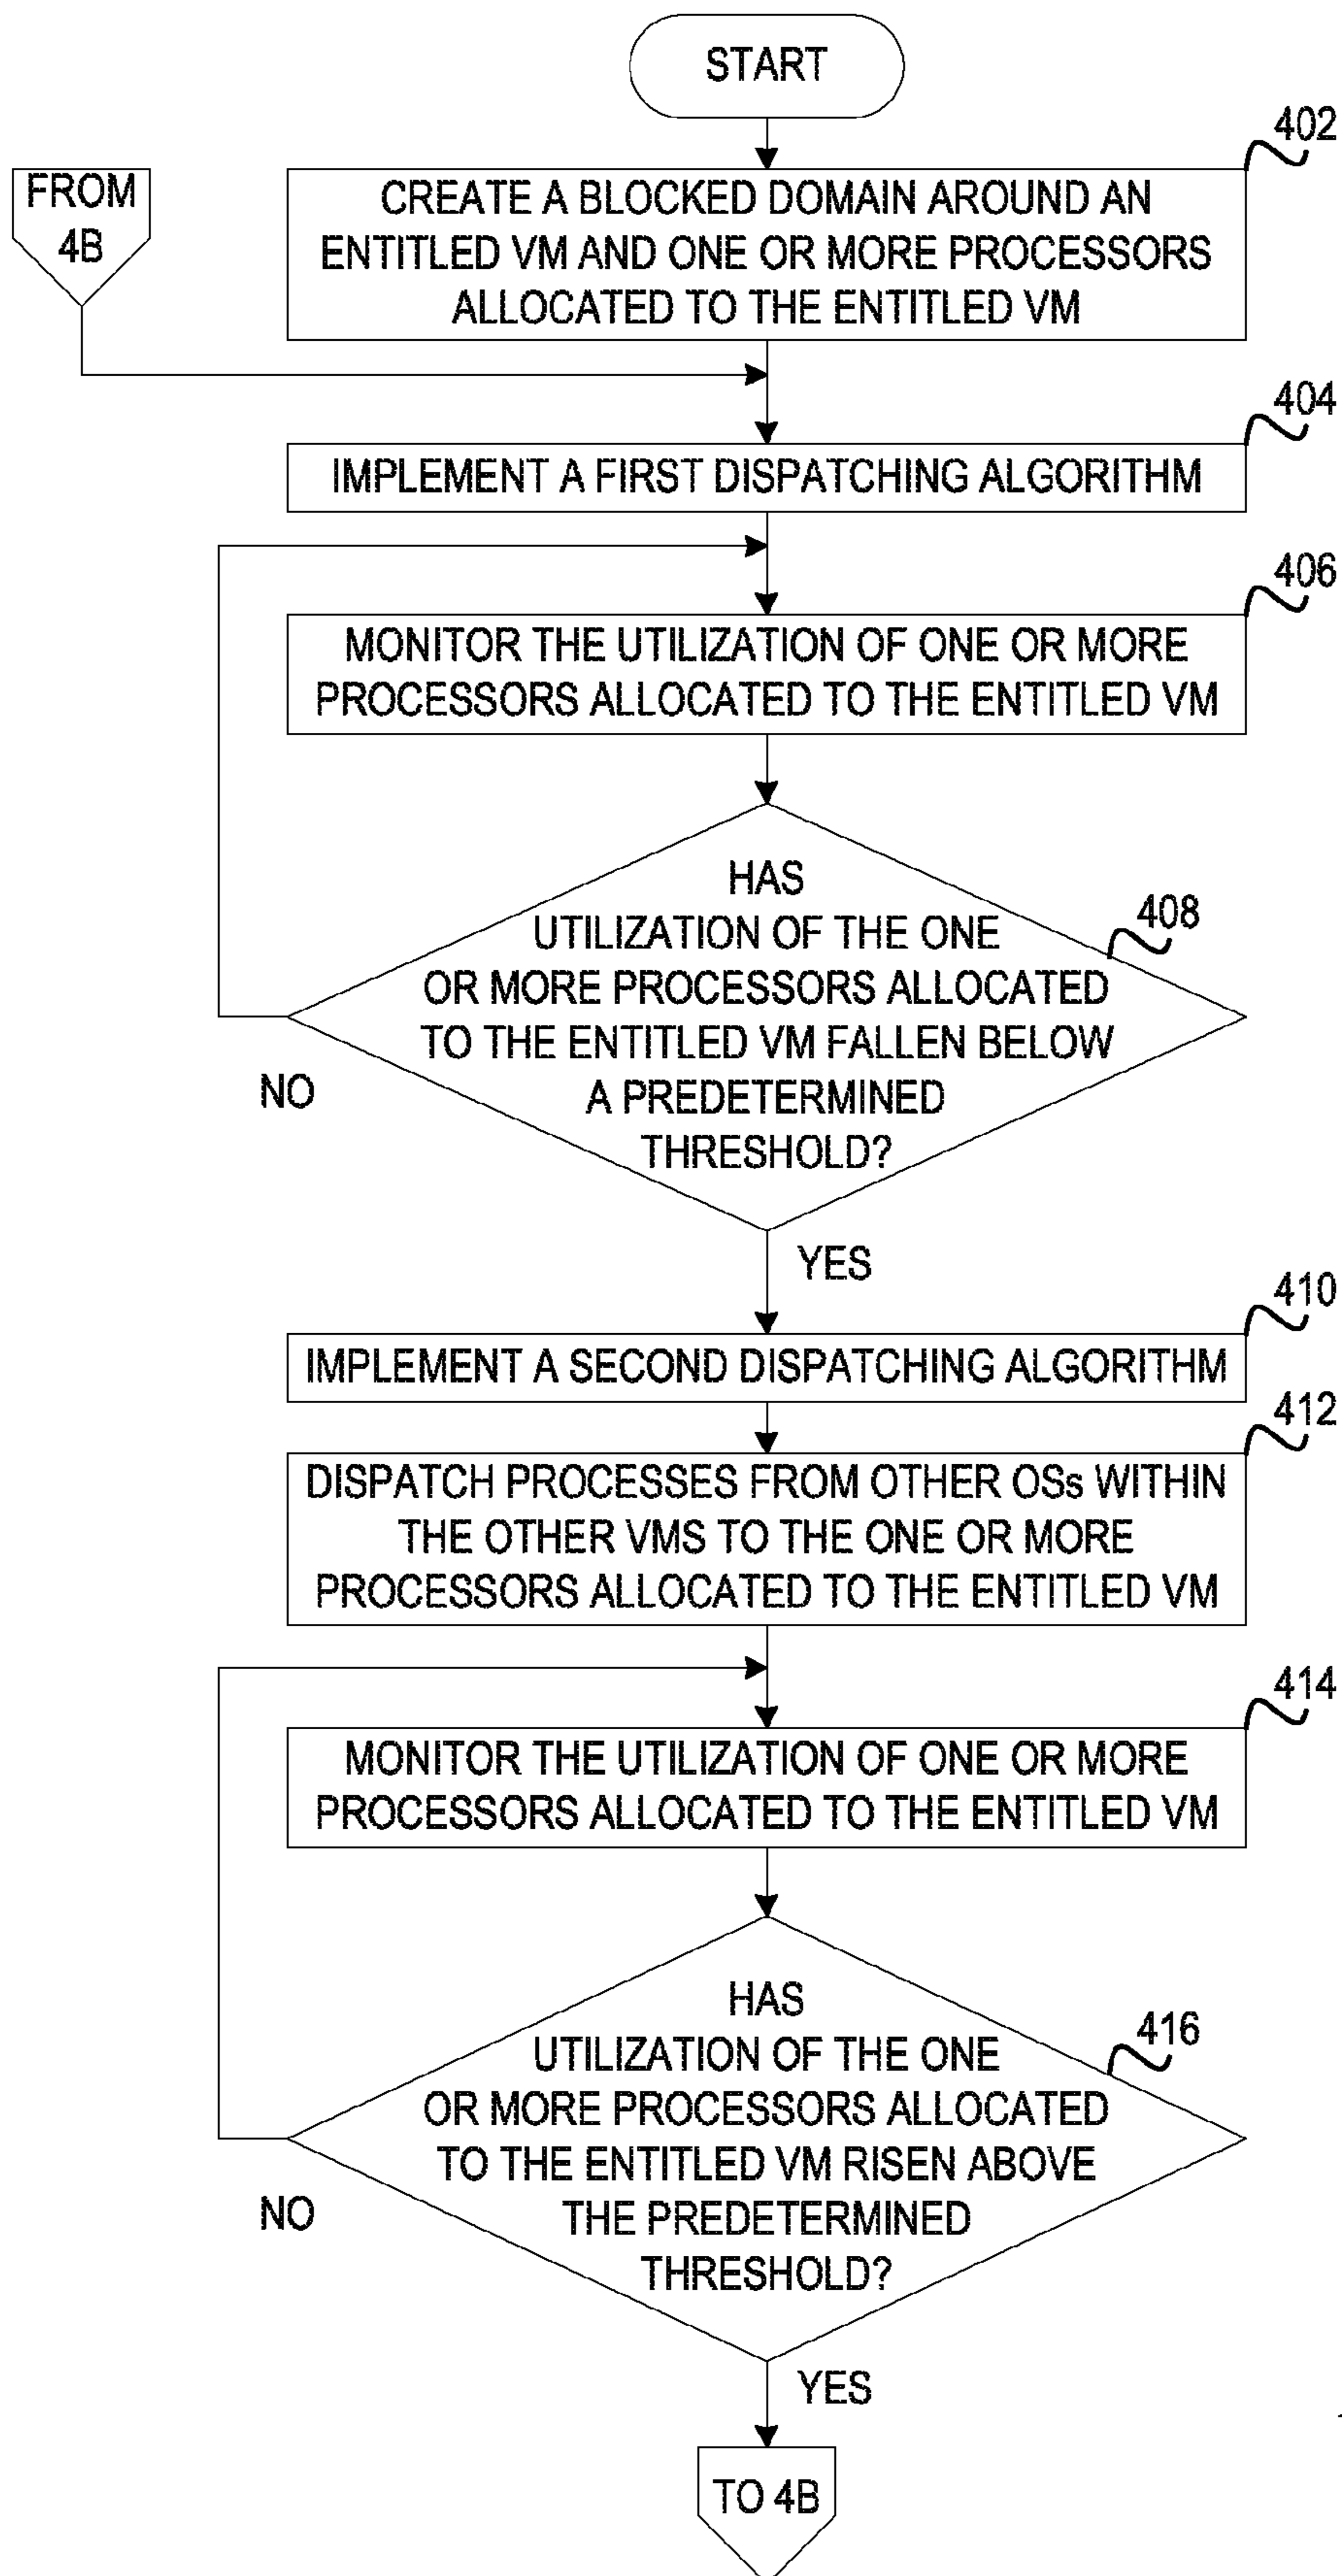 START
402
FROM
4B
CREATE A BLOCKED DOMAIN AROUND AN
ENTITLED VM AND ONE OR MORE PROCESSORS
ALLOCATED TO THE ENTITLED VM
404
IMPLEMENT A FIRST DISPATCHING ALGORITHM
406
MONITOR THE UTILIZATION OF ONE OR MORE
PROCESSORS ALLOCATED TO THE ENTITLED VM
408
HAS
UTILIZATION OF THE ONE
OR MORE PROCESSORS ALLOCATED
TO THE ENTITLED VM FALLEN BELOW
A PREDETERMINED
THRESHOLD?
NO
YES
410
IMPLEMENT A SECOND DISPATCHING ALGORITHM
412
DISPATCH PROCESSES FROM OTHER OSs WITHIN
THE OTHER VMS TO THE ONE OR MORE
PROCESSORS ALLOCATED TO THE ENTITLED VM
414
MONITOR THE UTILIZATION OF ONE OR MORE
PROCESSORS ALLOCATED TO THE ENTITLED VM
416
HAS
UTILIZATION OF THE ONE
OR MORE PROCESSORS ALLOCATED
TO THE ENTITLED VM RISEN ABOVE
THE PREDETERMINED
THRESHOLD?
NO
YES
TO 4B